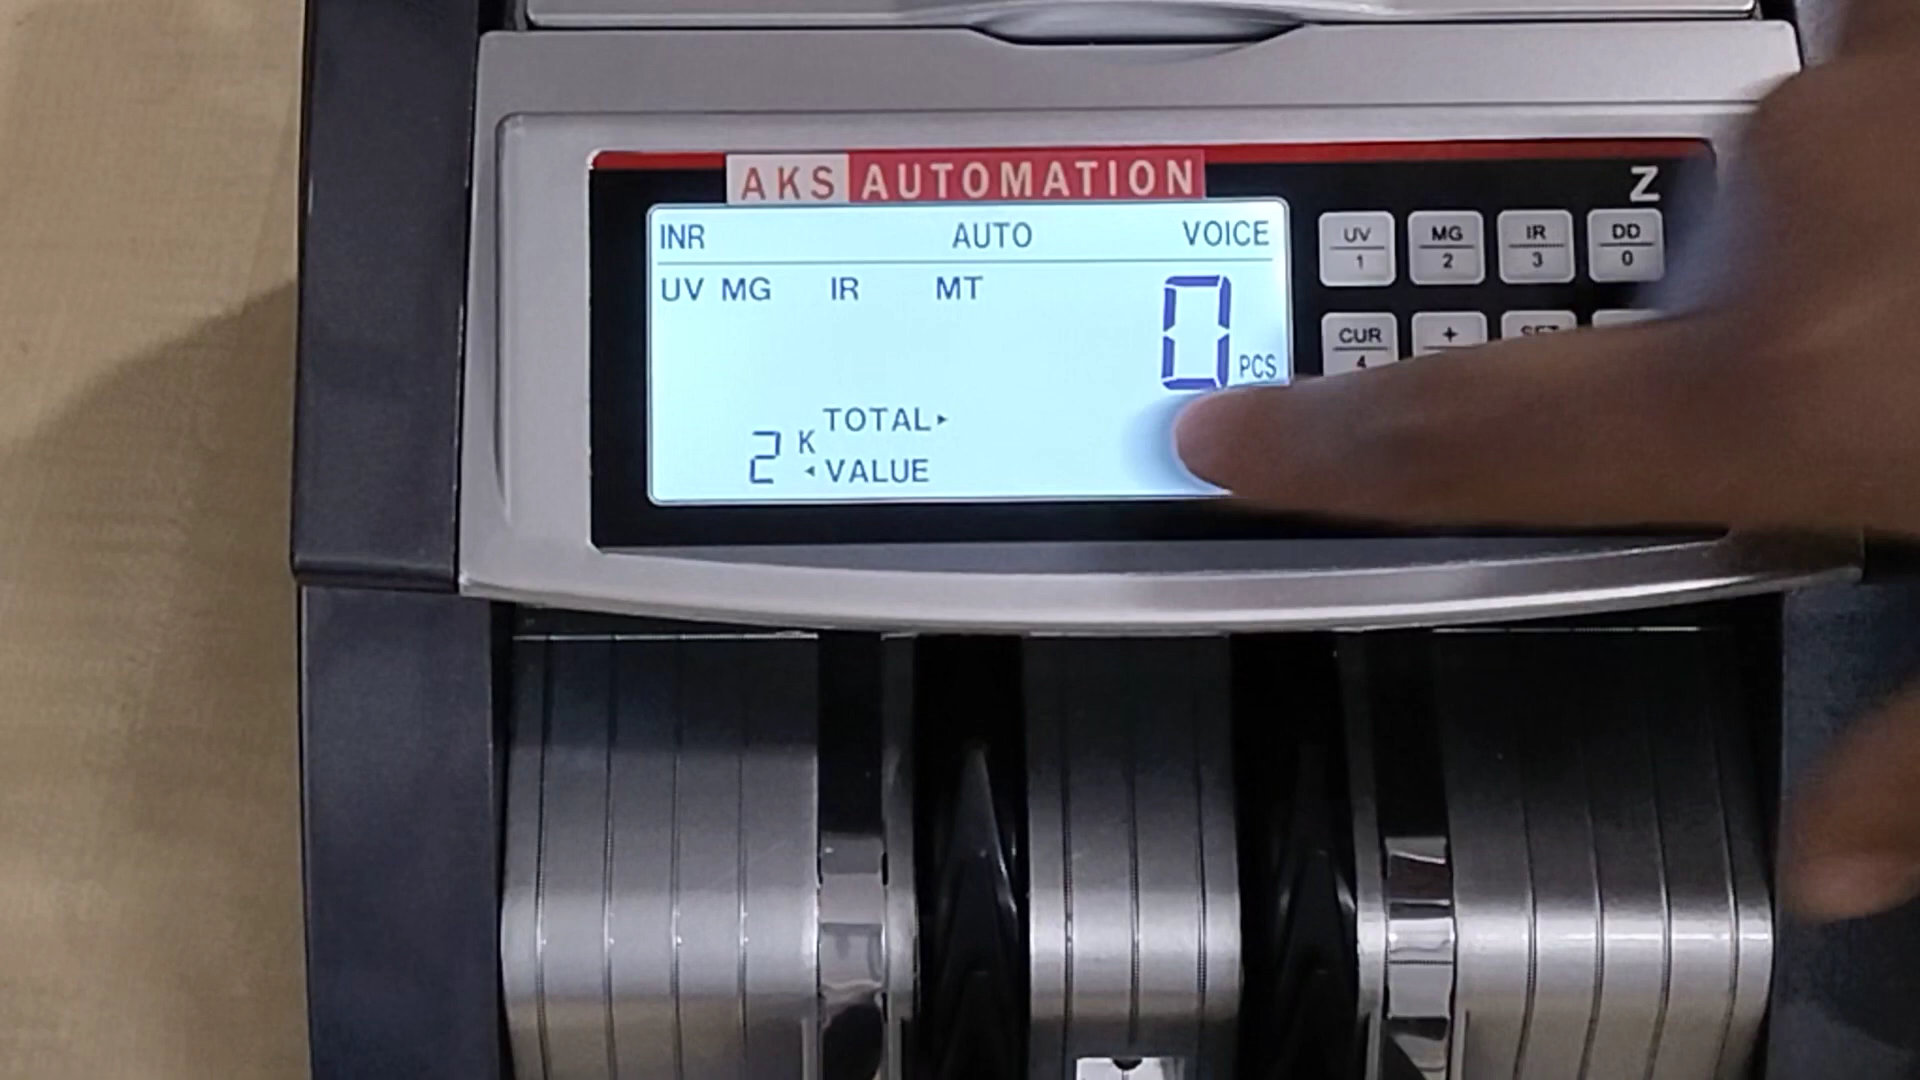 AKS AUTOMATION
Z
INR AUTO VOICE
UV MG IR MT
0 PCS
TOTAL▸
2 K
◂VALUE
UV MG IR DD
1 2 3 0
CUR + SET
4